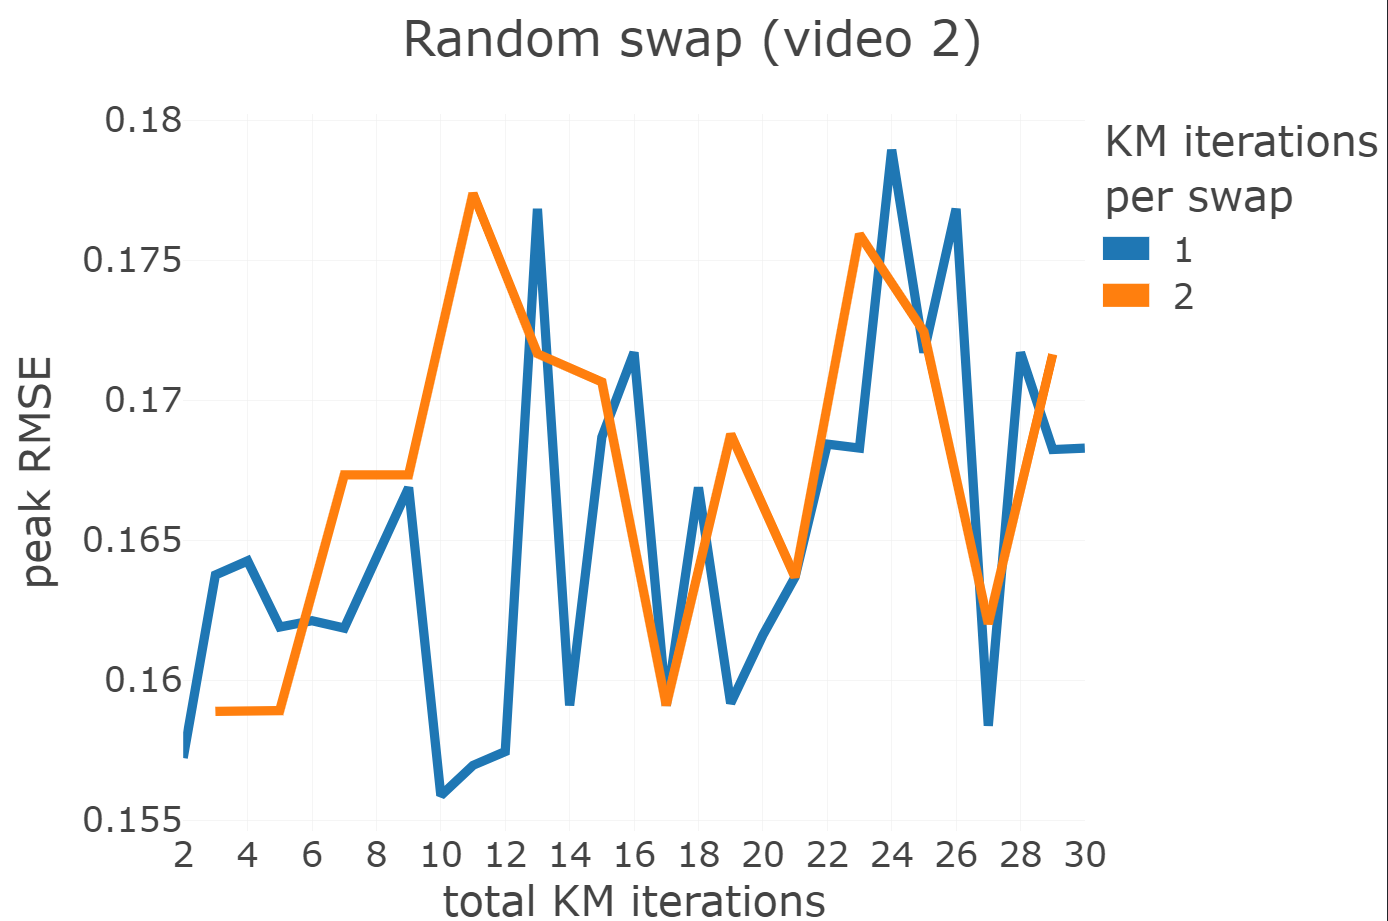 Random swap (video 2)
0.18
0.175
0.17
0.165
0.16
0.155
peak RMSE
2 4 6 8 10 12 14 16 18 20 22 24 26 28 30
total KM iterations
KM iterations
per swap
1
2